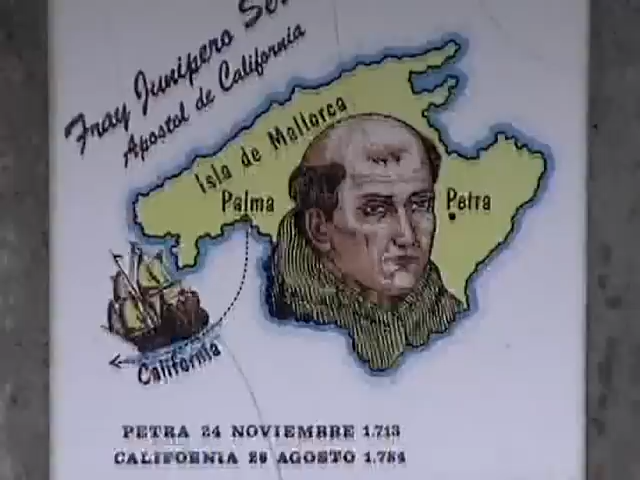 Fray Junipero
Apostol de California
Isla de Mallorca
Palma
Petra
California
PETRA 24 NOVIEMBRE 1.713
CALIFORNIA 28 AGOSTO 1.784